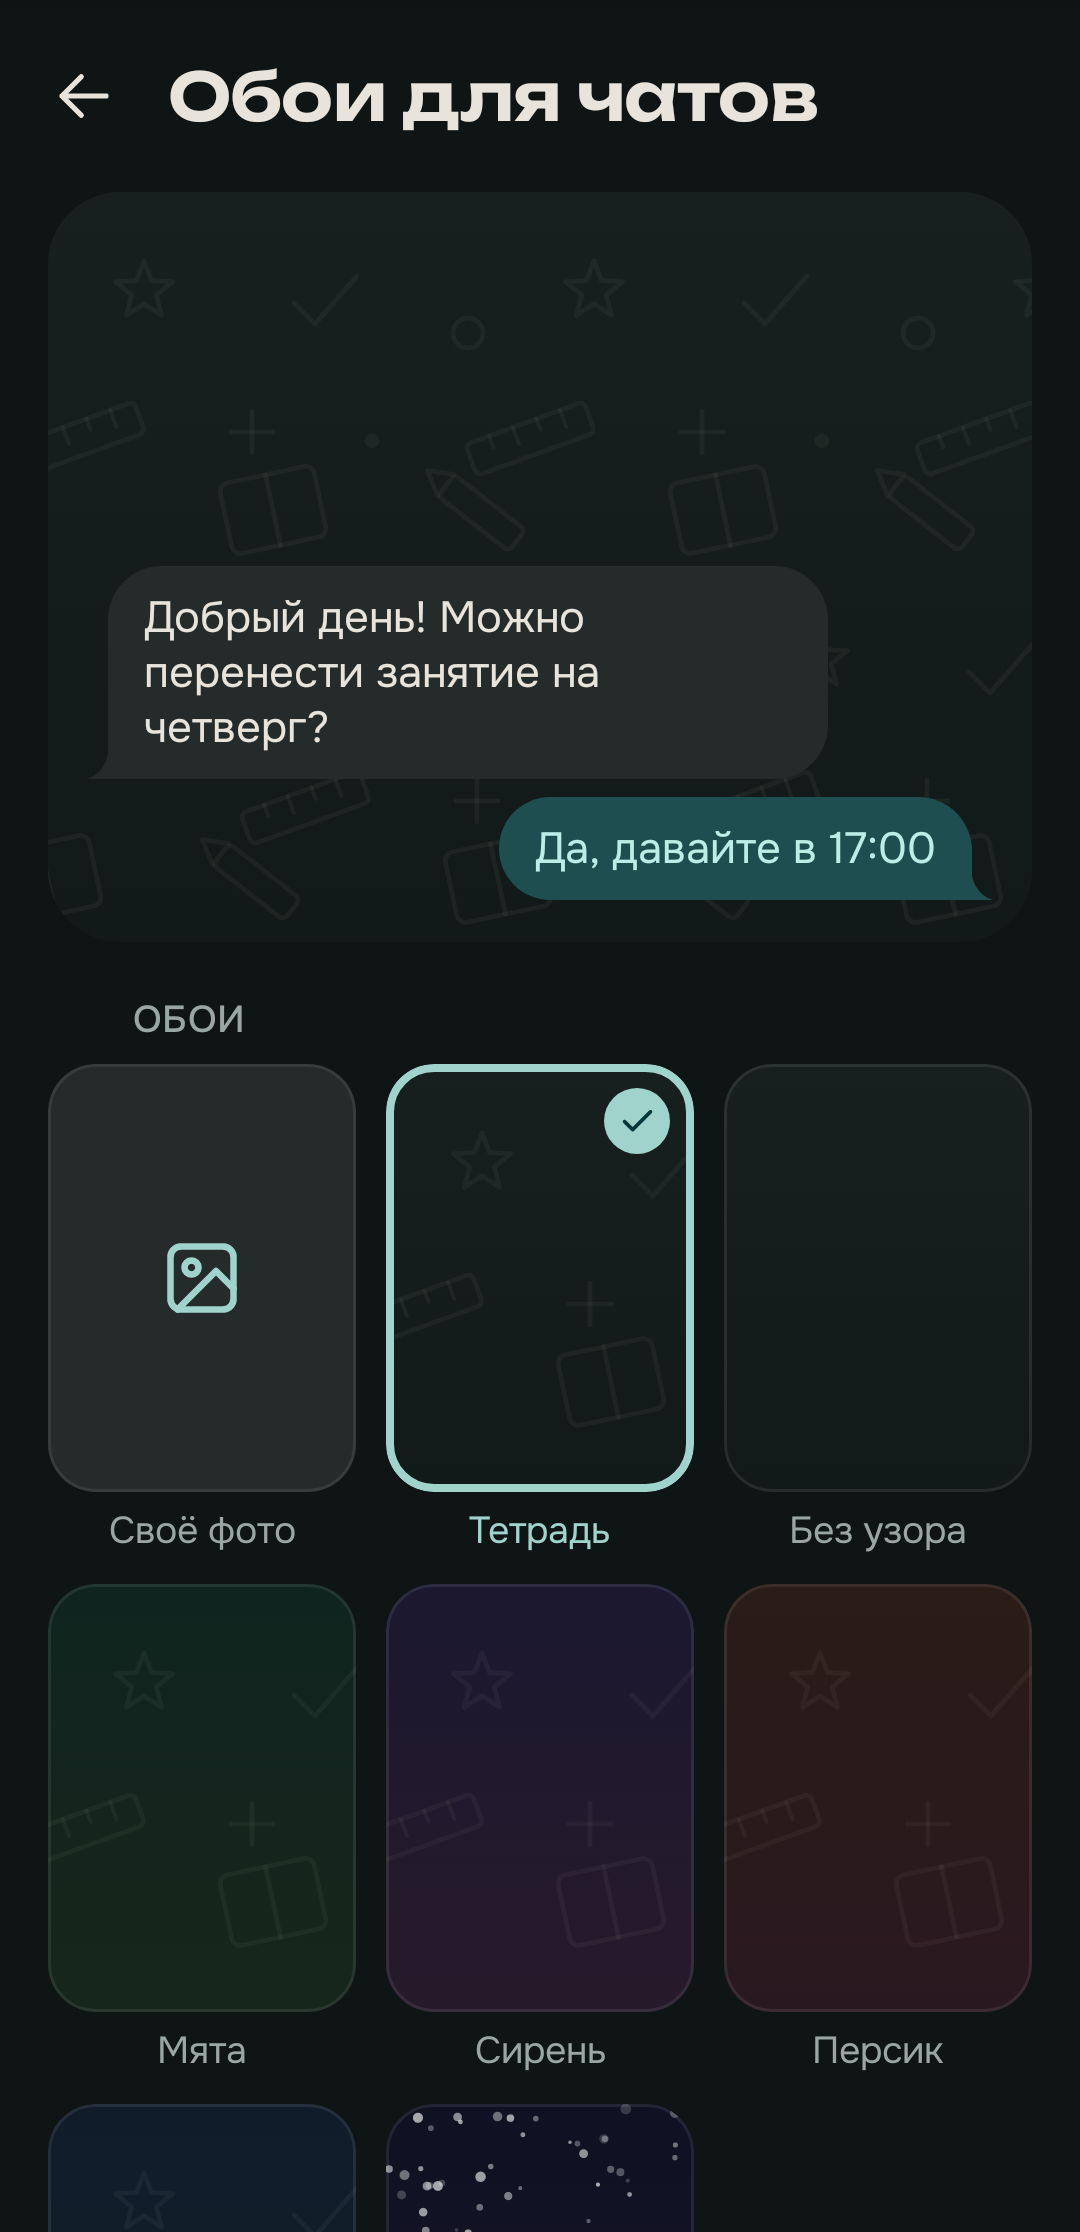 Обои для чатов
Добрый день! Можно
перенести занятие на
четверг?
Да, давайте в 17:00
ОБОИ
Своё фото
Тетрадь
Без узора
Мята
Сирень
Персик